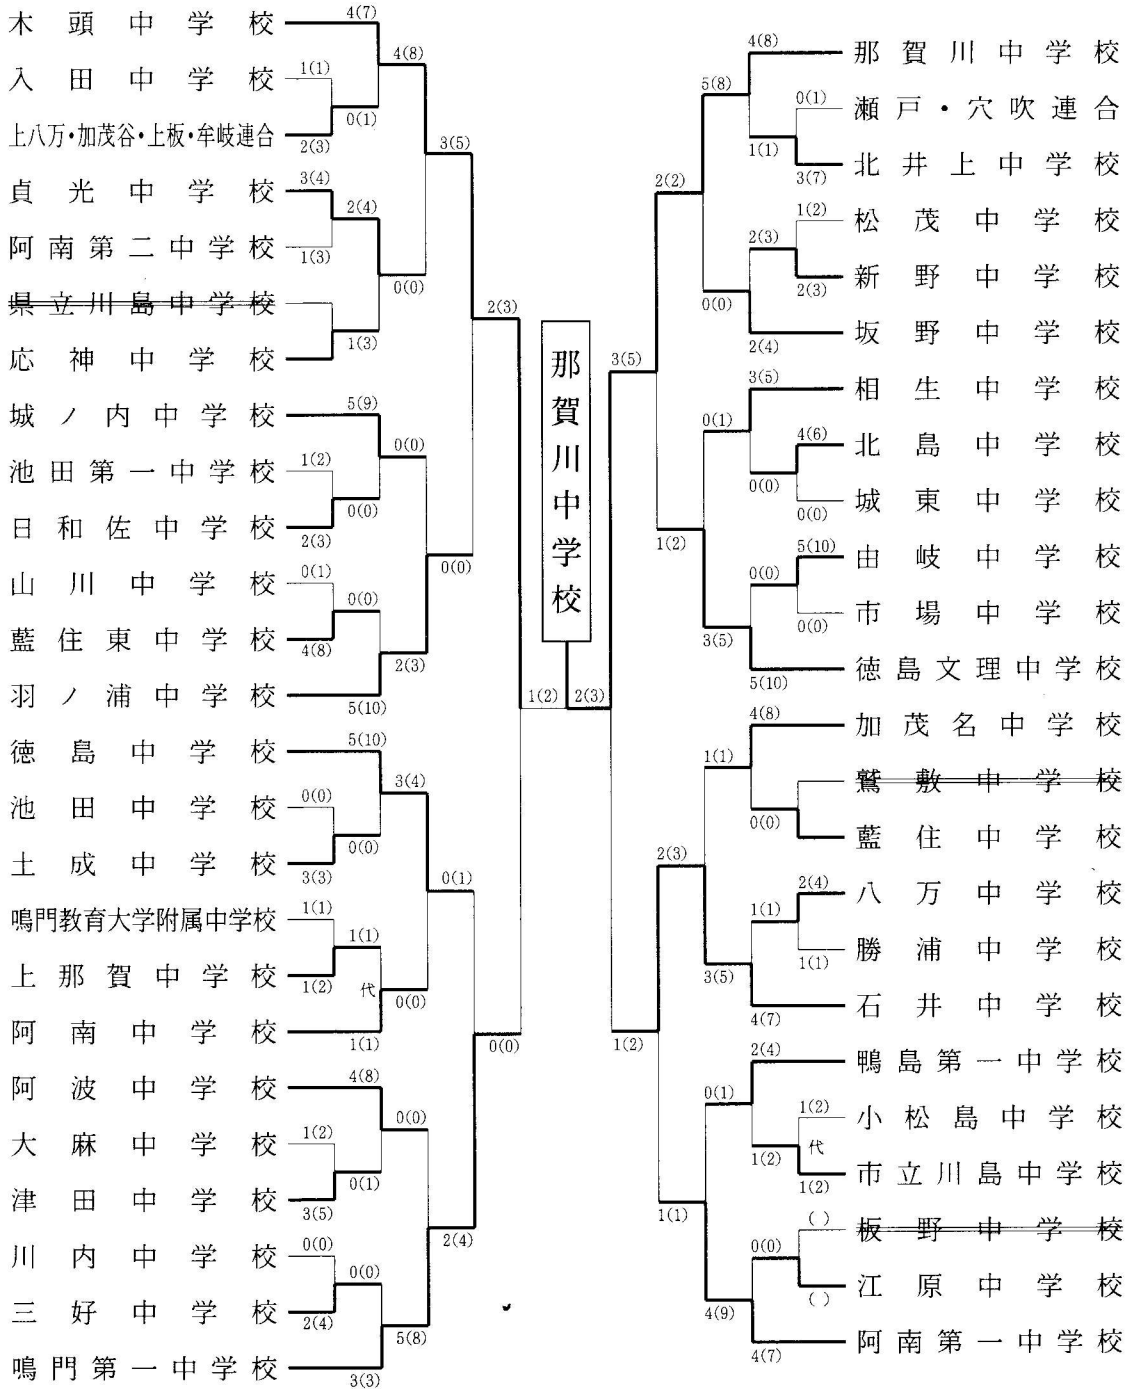 木頭中学校
入田中学校
上八万・加茂谷・上板・牟岐連合
貞光中学校
阿南第二中学校
県立川島中学校
応神中学校
城ノ内中学校
池田第一中学校
日和佐中学校
山川中学校
藍住東中学校
羽ノ浦中学校
徳島中学校
池田中学校
土成中学校
鳴門教育大学附属中学校
上那賀中学校
阿南中学校
阿波中学校
大麻中学校
津田中学校
川内中学校
三好中学校
鳴門第一中学校
4(7)
1(1)
2(3)
3(4)
1(3)
5(9)
1(2)
2(3)
0(1)
4(8)
5(10)
5(10)
0(0)
3(3)
1(1)
1(2)
1(1)
4(8)
1(2)
3(5)
0(0)
2(4)
3(3)
0(1)
2(4)
1(3)
0(0)
0(0)
0(0)
1(1)
代
0(1)
0(0)
4(8)
0(0)
0(0)
2(3)
3(4)
0(0)
0(0)
5(8)
3(5)
0(0)
0(1)
2(4)
2(3)
0(0)
1(2)
那賀川中学校
2(3)
3(5)
1(2)
2(2)
1(2)
2(3)
1(1)
5(8)
0(0)
0(1)
3(5)
1(1)
3(5)
0(1)
4(9)
4(8)
1(1)
2(3)
2(4)
3(5)
0(0)
0(0)
5(10)
4(8)
0(0)
1(1)
4(7)
2(4)
1(2)
0(0)
4(7)
0(1)
3(7)
1(2)
2(3)
4(6)
0(0)
5(10)
0(0)
2(4)
1(1)
1(2)
代
1(2)
( )
( )
那賀川中学校
瀬戸・穴吹連合
北井上中学校
松茂中学校
新野中学校
坂野中学校
相生中学校
北島中学校
城東中学校
由岐中学校
市場中学校
徳島文理中学校
加茂名中学校
鷲敷中学校
藍住中学校
八万中学校
勝浦中学校
石井中学校
鴨島第一中学校
小松島中学校
市立川島中学校
板野中学校
江原中学校
阿南第一中学校